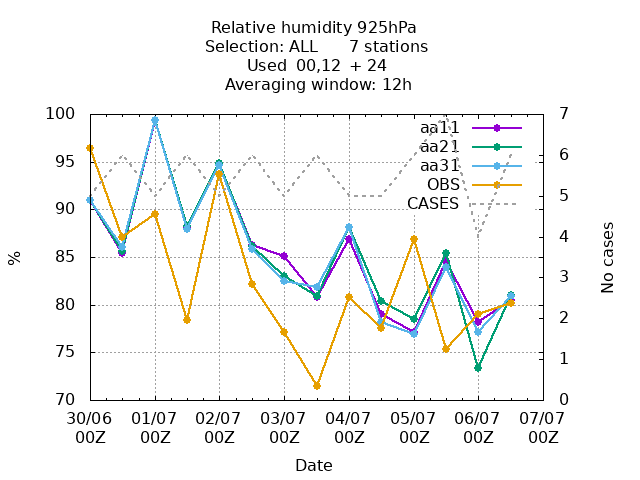 Relative humidity 925hPa
Selection: ALL 7 stations
Used 00,12 + 24
Averaging window: 12h
100
95
90
85
80
75
70
%
7
6
5
4
3
2
1
0
No cases
aa11
aa21
aa31
OBS
CASES
30/06 01/07 02/07 03/07 04/07 05/07 06/07 07/07
00Z 00Z 00Z 00Z 00Z 00Z 00Z 00Z
Date